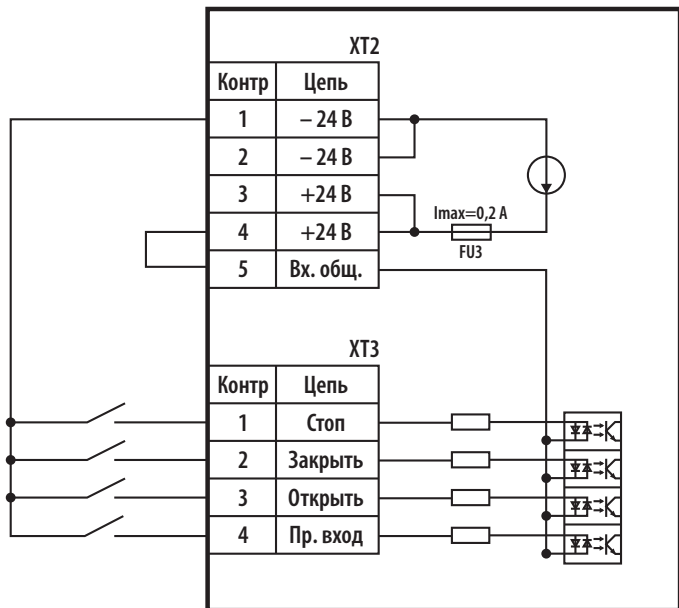 XT2
Контр Цепь
1 – 24 В
2 – 24 В
3 +24 В
4 +24 В
5 Вх. общ.
Imax=0,2 А
FU3
XT3
Контр Цепь
1 Стоп
2 Закрыть
3 Открыть
4 Пр. вход